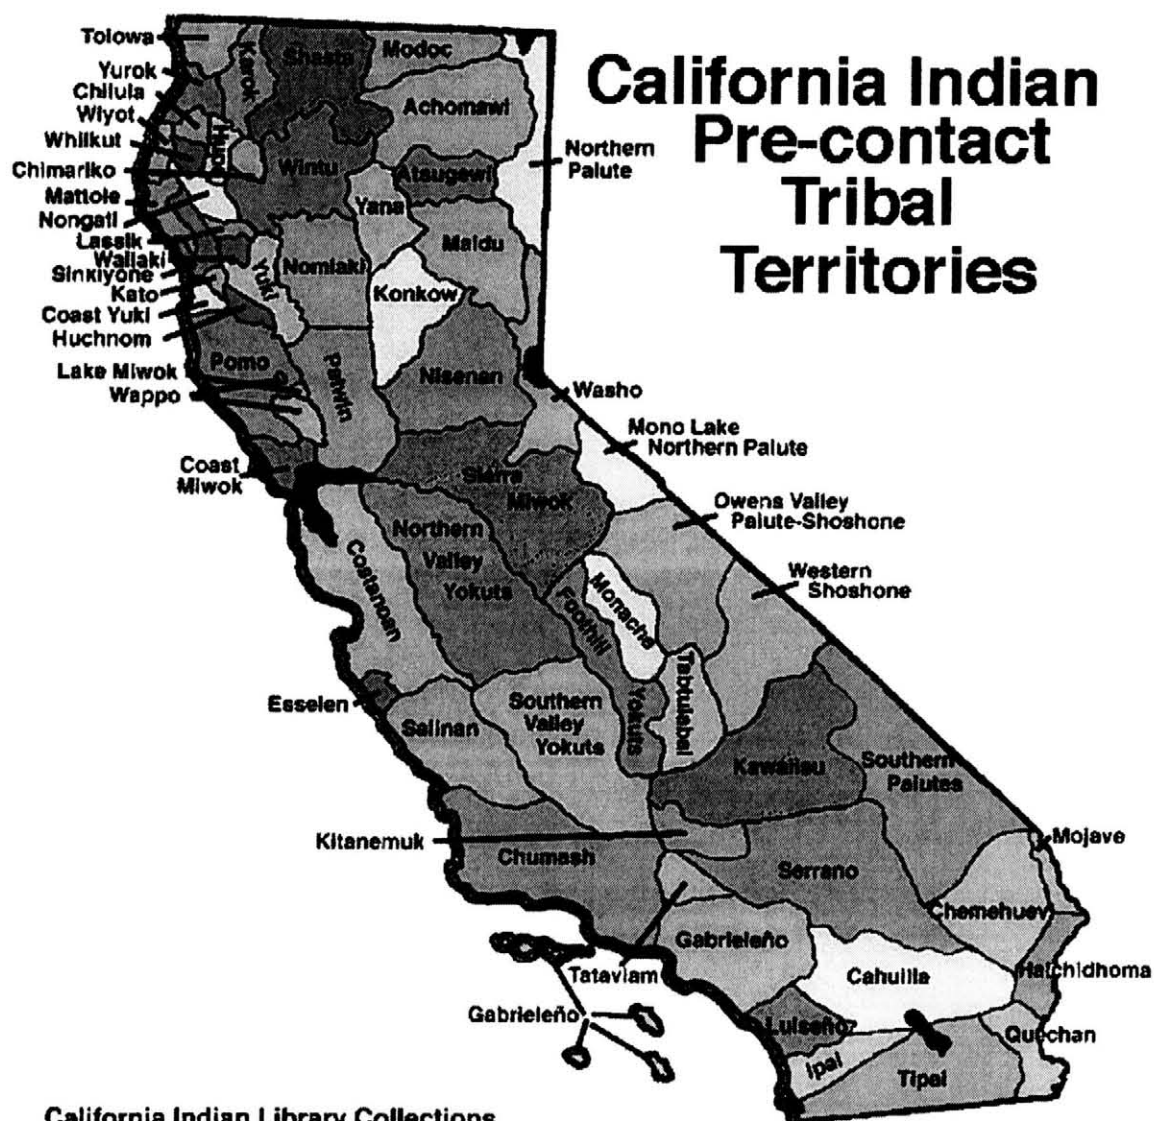 California Indian
Pre-contact
Tribal
Territories
Tolowa
Yurok
Chilula
Wiyot
Whilkut
Chimariko
Mattole
Nongatl
Lassik
Wailaki
Sinkiyone
Kato
Coast Yuki
Huchnom
Lake Miwok
Wappo
Coast
Miwok
Karok
Shasta
Modoc
Achomawi
Hupa
Wintu
Atsugewi
Northern
Paiute
Yana
Maidu
Yuki
Nomlaki
Konkow
Pomo
Patwin
Nisenan
Washo
Mono Lake
Northern Paiute
Sierra
Miwok
Owens Valley
Paiute-Shoshone
Northern
Valley
Yokuts
Costanoan
Western
Shoshone
Foothill
Yokuts
Monache
Tabtulabal
Esselen
Salinan
Southern
Valley
Yokuts
Kawaiisu
Southern
Paiutes
Kitanemuk
Chumash
Serrano
Mojave
Chemehuevi
Gabrieleño
Tataviam
Cahuilla
Halchidhoma
Gabrieleño
Luiseño
Quechan
Ipai
Tipai
California Indian Library Collections